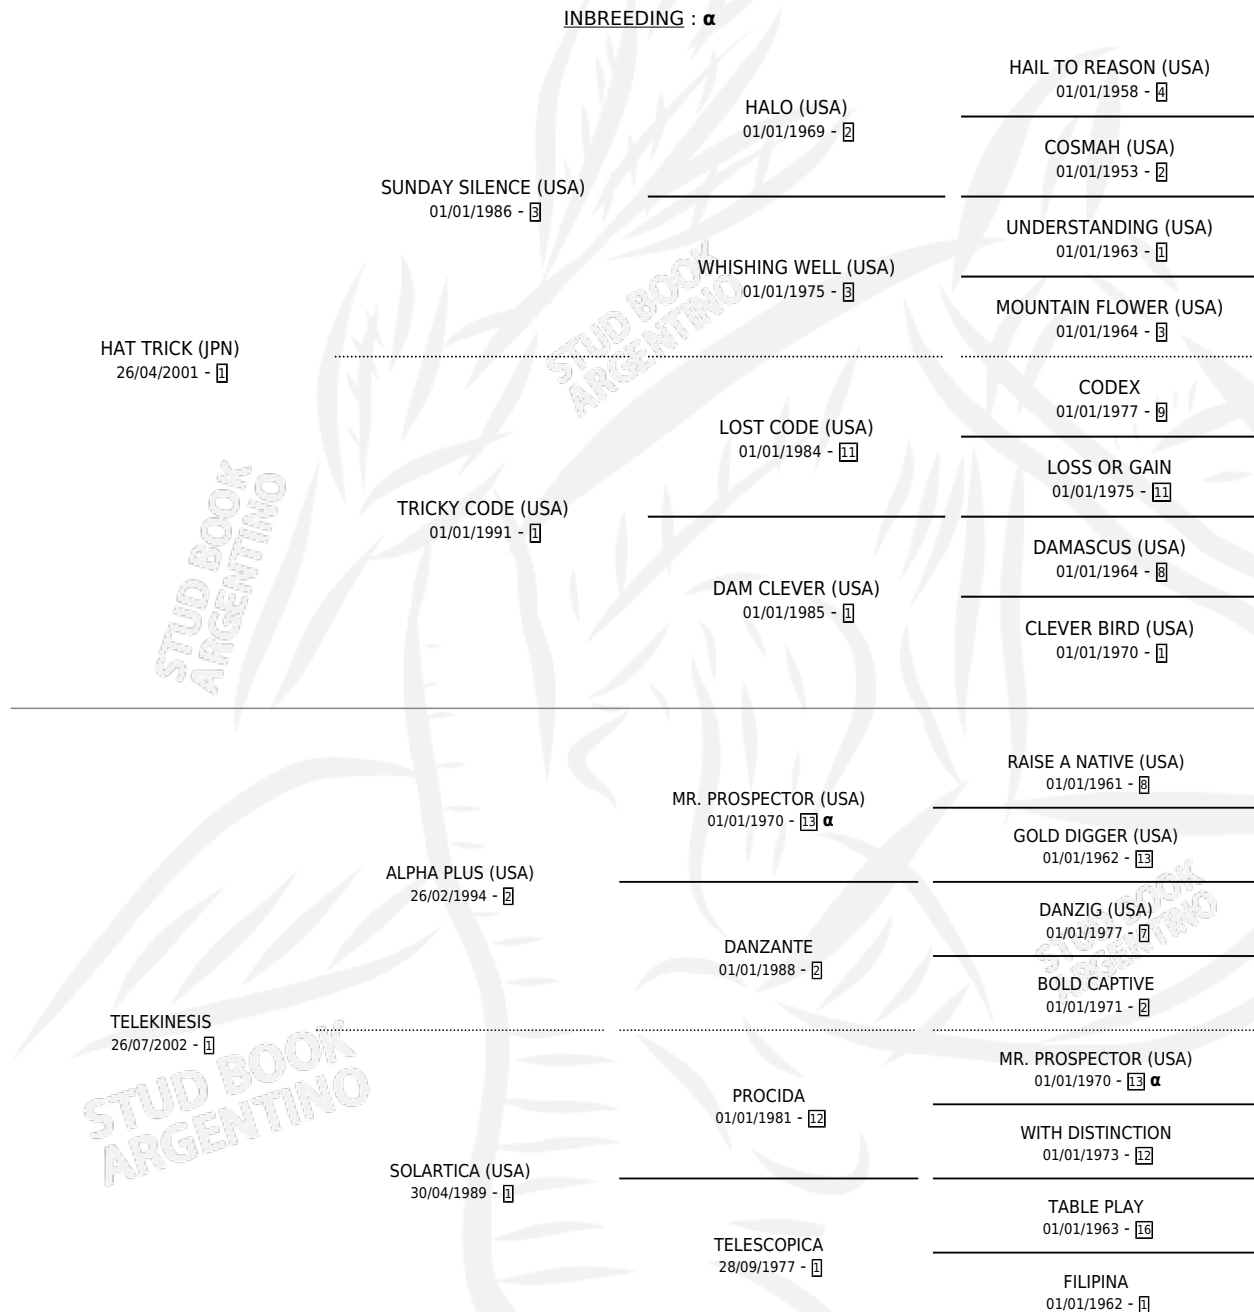 INBREEDING : α
HAIL TO REASON (USA)
01/01/1958 - 4
HALO (USA)
01/01/1969 - 2
COSMAH (USA)
01/01/1953 - 2
SUNDAY SILENCE (USA)
01/01/1986 - 3
UNDERSTANDING (USA)
01/01/1963 - 1
WHISHING WELL (USA)
01/01/1975 - 3
MOUNTAIN FLOWER (USA)
01/01/1964 - 3
HAT TRICK (JPN)
26/04/2001 - 1
CODEX
01/01/1977 - 9
LOST CODE (USA)
01/01/1984 - 11
LOSS OR GAIN
01/01/1975 - 11
TRICKY CODE (USA)
01/01/1991 - 1
DAMASCUS (USA)
01/01/1964 - 8
DAM CLEVER (USA)
01/01/1985 - 1
CLEVER BIRD (USA)
01/01/1970 - 1
RAISE A NATIVE (USA)
01/01/1961 - 8
MR. PROSPECTOR (USA)
01/01/1970 - 13 α
GOLD DIGGER (USA)
01/01/1962 - 13
ALPHA PLUS (USA)
26/02/1994 - 2
DANZIG (USA)
01/01/1977 - 7
DANZANTE
01/01/1988 - 2
BOLD CAPTIVE
01/01/1971 - 2
TELEKINESIS
26/07/2002 - 1
MR. PROSPECTOR (USA)
01/01/1970 - 13 α
PROCIDA
01/01/1981 - 12
WITH DISTINCTION
01/01/1973 - 12
SOLARTICA (USA)
30/04/1989 - 1
TABLE PLAY
01/01/1963 - 16
TELESCOPICA
28/09/1977 - 1
FILIPINA
01/01/1962 - 1
STUD BOOK
ARGENTINO
STUD BOOK
ARGENTINO
STUD BOOK
ARGENTINO
STUD BOOK
ARGENTINO